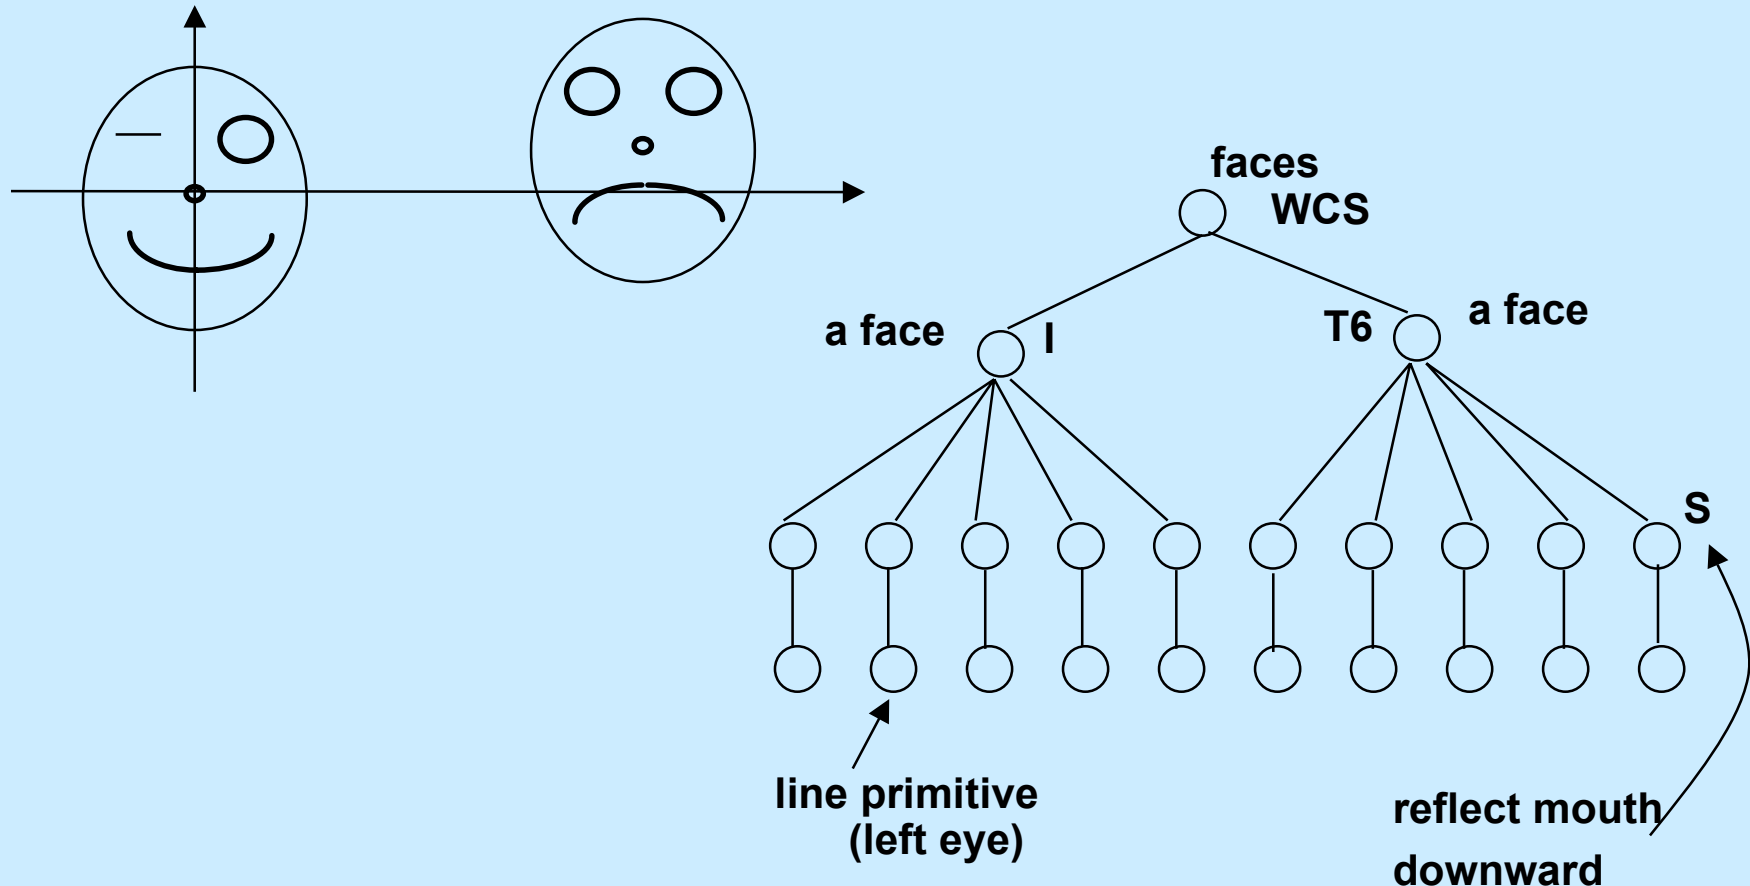 faces
WCS
a face
I
T6
a face
S
line primitive
(left eye)
reflect mouth
downward